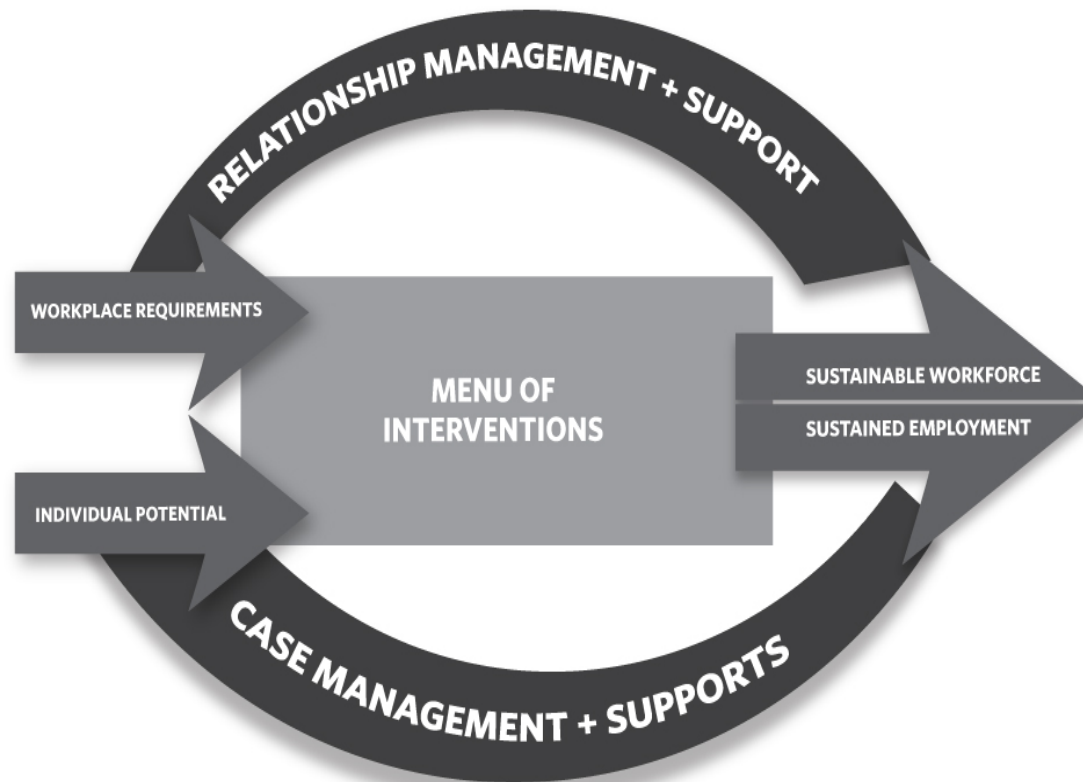 RELATIONSHIP MANAGEMENT + SUPPORT
WORKPLACE REQUIREMENTS
MENU OF
INTERVENTIONS
SUSTAINABLE WORKFORCE
SUSTAINED EMPLOYMENT
INDIVIDUAL POTENTIAL
CASE MANAGEMENT + SUPPORTS